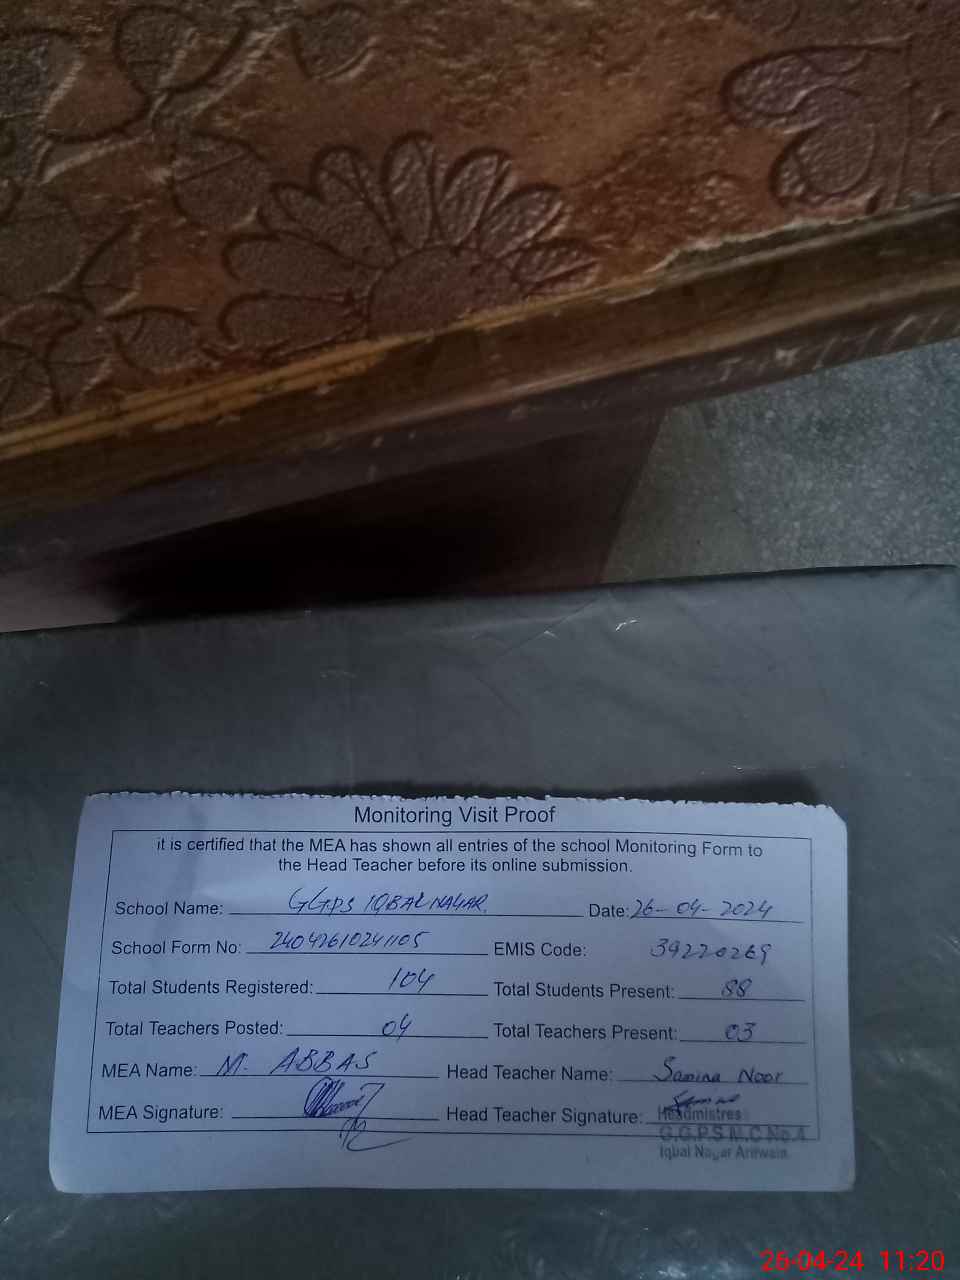 Monitoring Visit Proof
it is certified that the MEA has shown all entries of the school Monitoring Form to
the Head Teacher before its online submission.
School Name: GGPS IQBAL NAGAR. Date: 26-04-2024
School Form No: 24042610241105 EMIS Code: 39220269
Total Students Registered: 104 Total Students Present: 88
Total Teachers Posted: 04 Total Teachers Present: 03
MEA Name: M. ABBAS Head Teacher Name: Samina Noor
MEA Signature: Head Teacher Signature:
Headmistress
G.G.P.S M.C No.4
Iqbal Nagar Arifwala
26-04-24 11:20